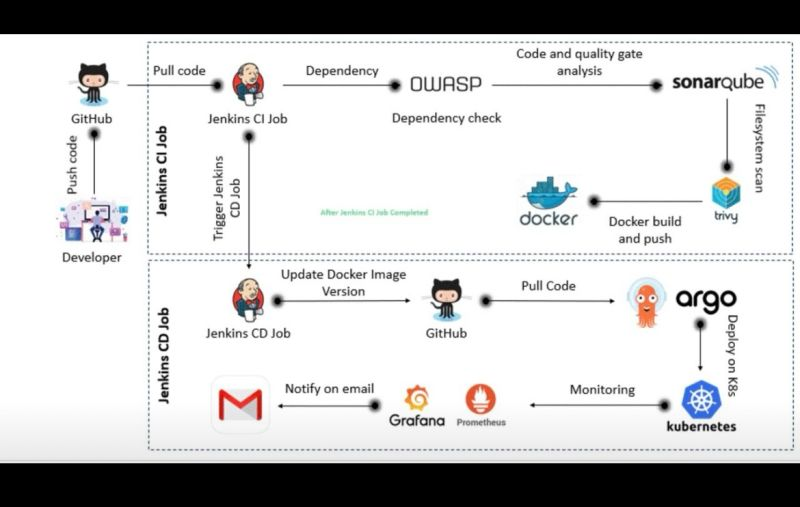 Pull code
Dependency
OWASP
Code and quality gate
analysis
sonarqube
GitHub
Jenkins CI Job
Dependency check
Filesystem scan
Push code
Jenkins CI Job
Trigger Jenkins
CD Job
After Jenkins CI Job Completed
docker
Docker build
and push
trivy
Developer
Update Docker Image
Version
Pull Code
argo
Jenkins CD Job
GitHub
Deploy on K8s
Jenkins CD Job
Notify on email
Grafana
Prometheus
Monitoring
kubernetes